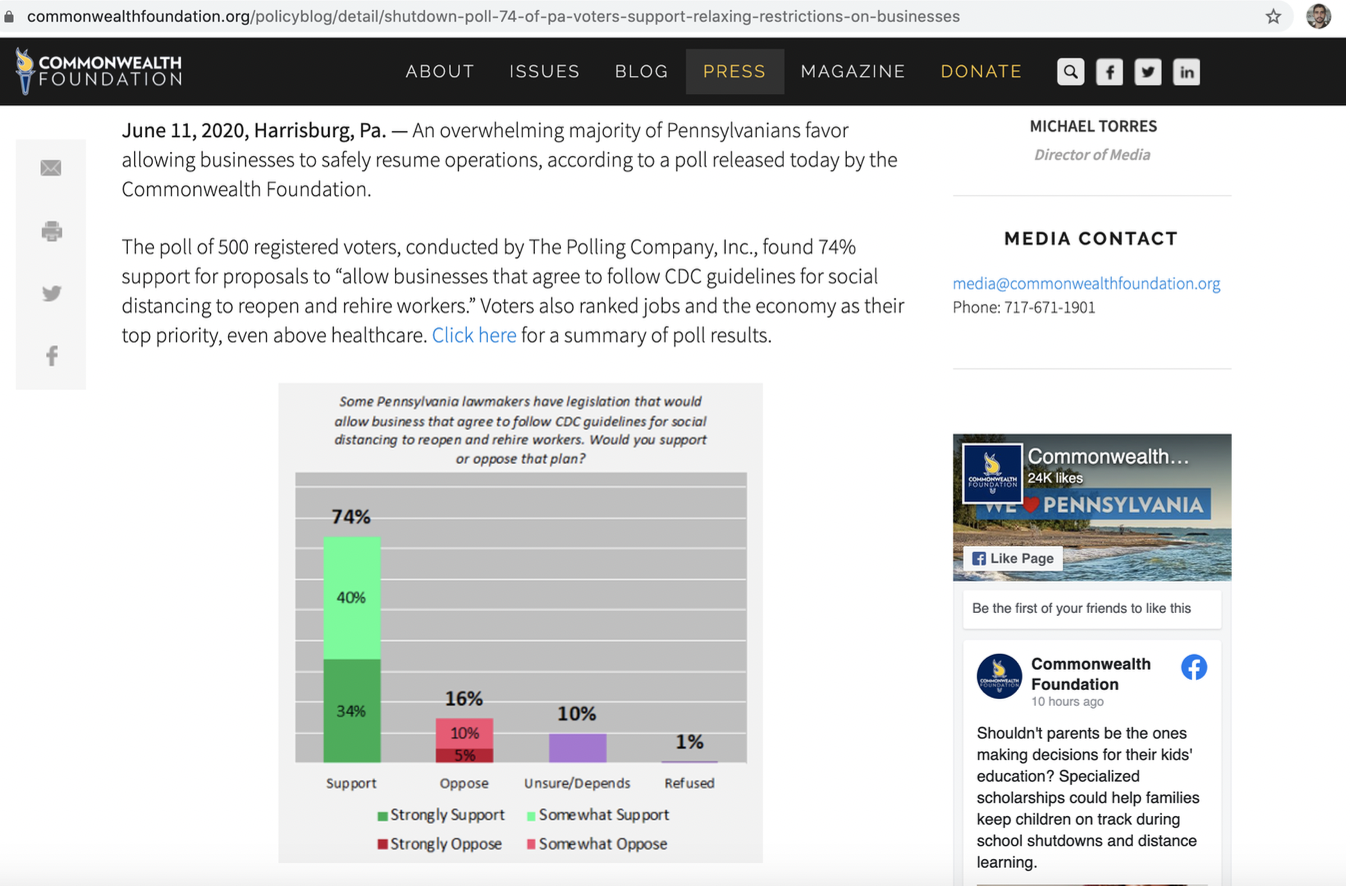 commonwealthfoundation.org/policyblog/detail/shutdown-poll-74-of-pa-voters-support-relaxing-restrictions-on-businesses
COMMONWEALTH
FOUNDATION
ABOUT ISSUES BLOG PRESS MAGAZINE DONATE
June 11, 2020, Harrisburg, Pa. — An overwhelming majority of Pennsylvanians favor
allowing businesses to safely resume operations, according to a poll released today by the
Commonwealth Foundation.
The poll of 500 registered voters, conducted by The Polling Company, Inc., found 74%
support for proposals to “allow businesses that agree to follow CDC guidelines for social
distancing to reopen and rehire workers.” Voters also ranked jobs and the economy as their
top priority, even above healthcare. Click here for a summary of poll results.
Some Pennsylvania lawmakers have legislation that would
allow business that agree to follow CDC guidelines for social
distancing to reopen and rehire workers. Would you support
or oppose that plan?
74%
40%
34%
16%
10%
5%
10%
1%
Support Oppose Unsure/Depends Refused
Strongly Support Somewhat Support
Strongly Oppose Somewhat Oppose
MICHAEL TORRES
Director of Media
MEDIA CONTACT
media@commonwealthfoundation.org
Phone: 717-671-1901
Commonwealth...
24K likes
COMMONWEALTH
FOUNDATION
WE PENNSYLVANIA
Like Page
Be the first of your friends to like this
COMMONWEALTH
FOUNDATION
Commonwealth
Foundation
10 hours ago
Shouldn't parents be the ones
making decisions for their kids'
education? Specialized
scholarships could help families
keep children on track during
school shutdowns and distance
learning.